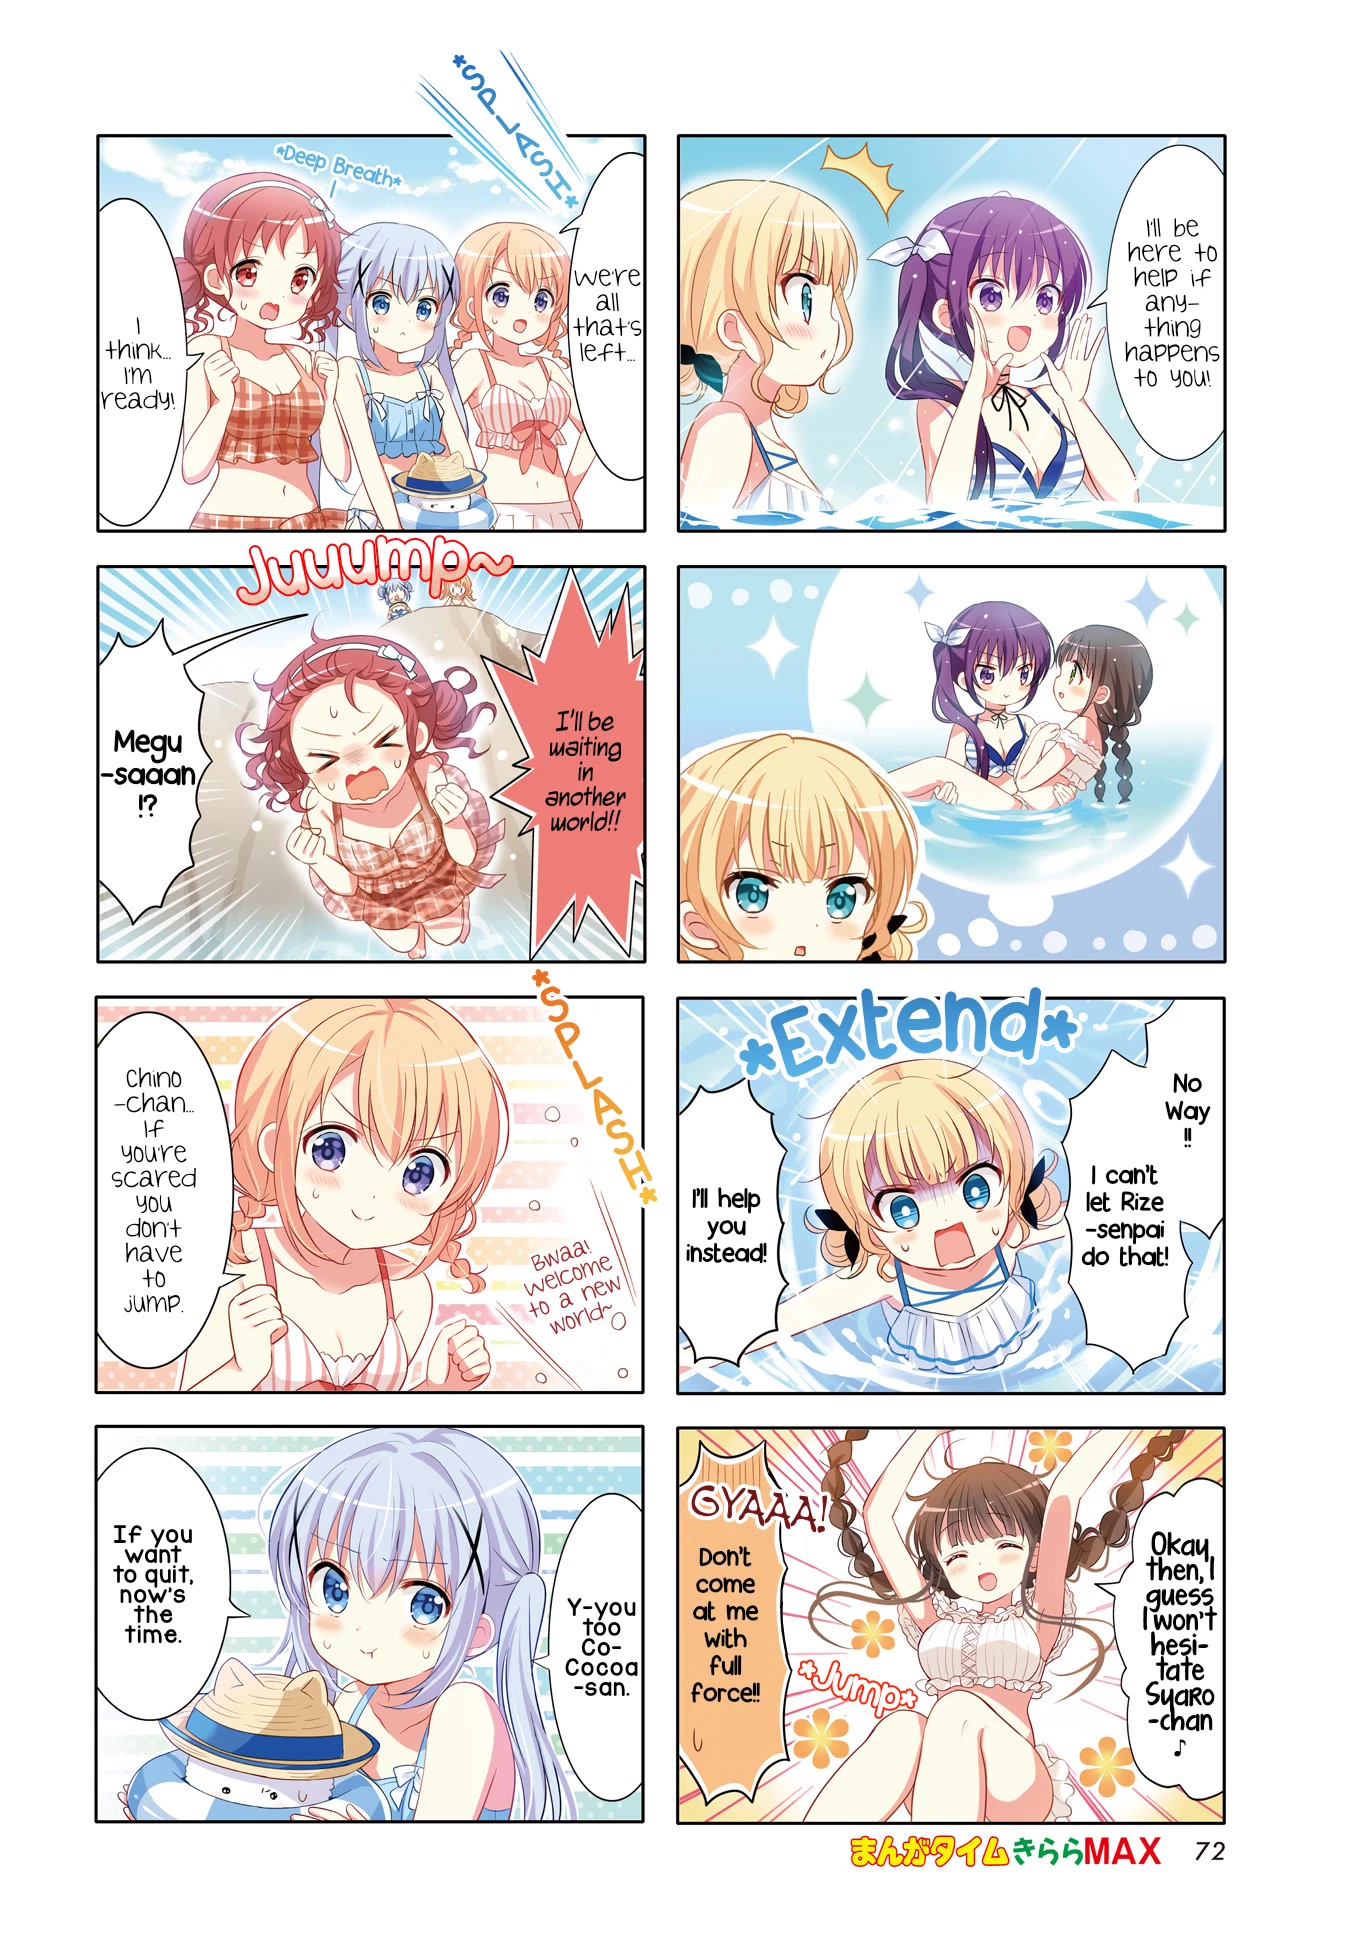 I'll be
here to
help if
any-
thing
happens
to you!
*Extend*
No
Way
!!
I can't
let Rize
-senpai
do that!
I'll help
you
instead!
Okay
then, I
guess
I won't
hesi-
tate
Syaro
-chan
♪
*Jump*
GYAAA!
Don't
come
at me
with
full
force!!
*SPLASH*
We're
all
that's
left...
*Deep Breath*
I
think...
I'm
ready!
Juuump~
I'll be
waiting
in
another
world!!
Megu
-saaan
!?
*SPLASH*
Bwaa!
Welcome
to a new
world~
Chino
-chan...
If
you're
scared
you
don't
have
to
jump.
Y-you
too
Co-
Cocoa
-san.
If you
want
to quit,
now's
the
time.
まんがタイムきららMAX 72